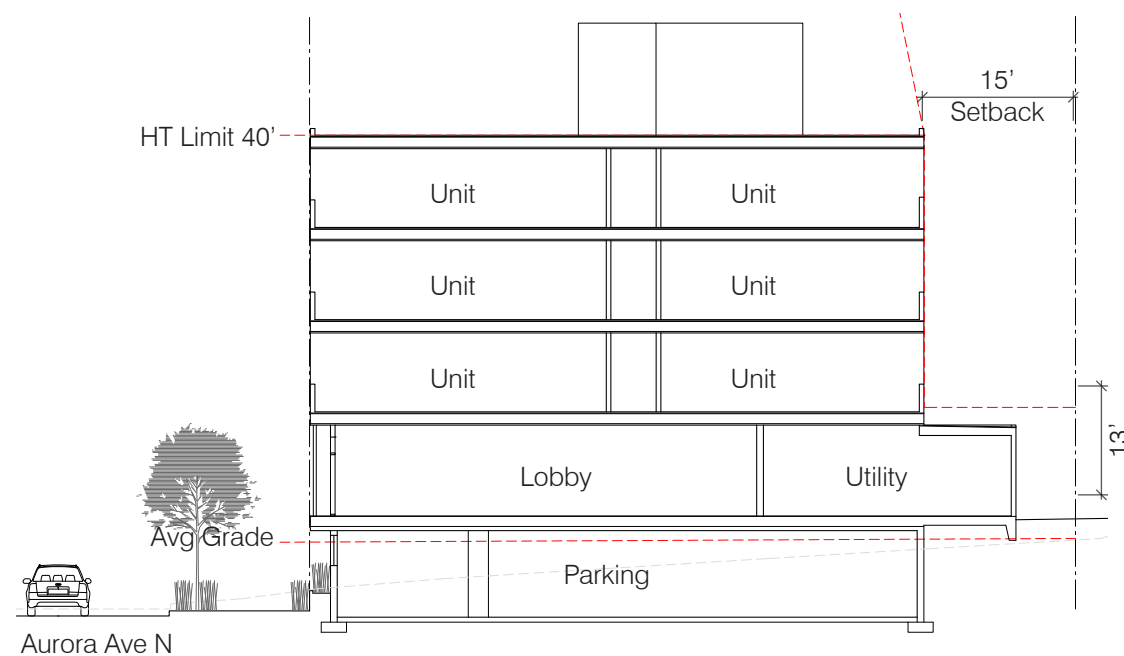 15’
Setback
HT Limit 40’
Unit
Unit
Unit
Unit
Unit
Unit
13’
Lobby
Utility
Avg Grade
Parking
Aurora Ave N